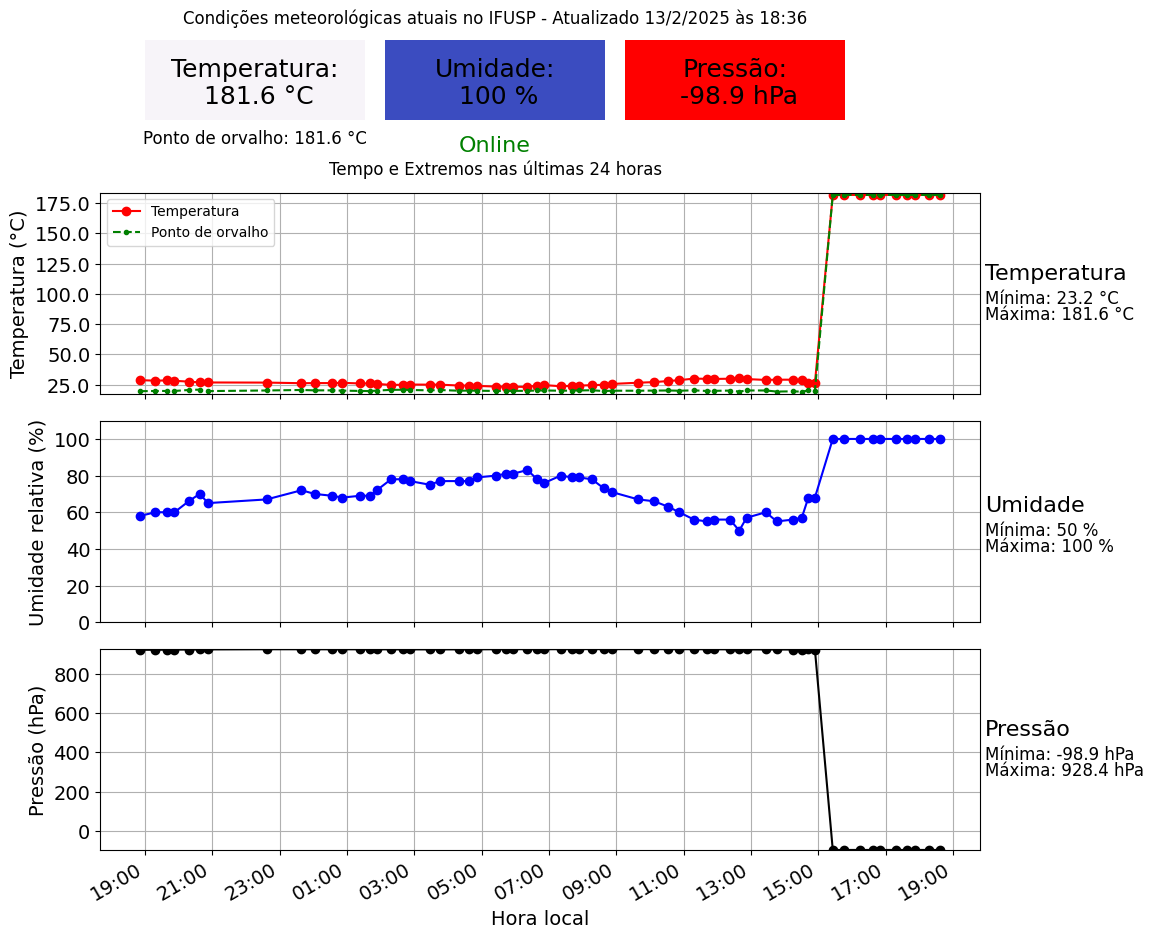 Condições meteorológicas atuais no IFUSP - Atualizado 13/2/2025 às 18:36
Temperatura:
181.6 °C
Umidade:
100 %
Pressão:
-98.9 hPa
Ponto de orvalho: 181.6 °C
Online
Tempo e Extremos nas últimas 24 horas
Temperatura (°C)
175.0
150.0
125.0
100.0
75.0
50.0
25.0
Temperatura
Ponto de orvalho
Temperatura
Mínima: 23.2 °C
Máxima: 181.6 °C
Umidade relativa (%)
100
80
60
40
20
0
Umidade
Mínima: 50 %
Máxima: 100 %
Pressão (hPa)
800
600
400
200
0
Pressão
Mínima: -98.9 hPa
Máxima: 928.4 hPa
19:00
21:00
23:00
01:00
03:00
05:00
07:00
09:00
11:00
13:00
15:00
17:00
19:00
Hora local